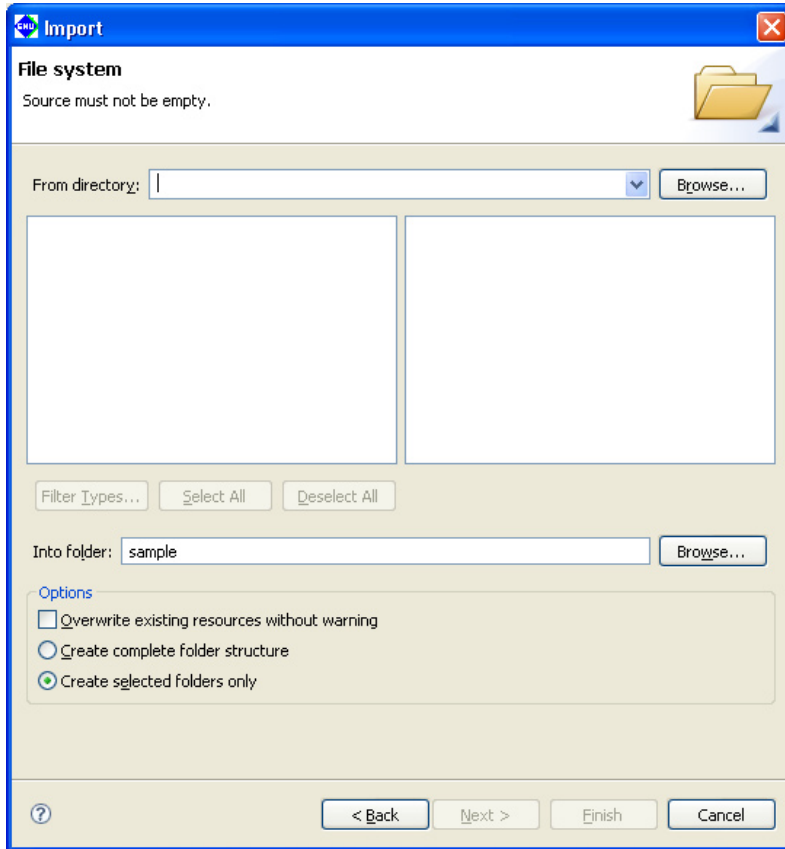 EMU Import
File system
Source must not be empty.
From directory: Browse...
Filter Types... Select All Deselect All
Into folder: sample Browse...
Options
Overwrite existing resources without warning
Create complete folder structure
Create selected folders only
? < Back Next > Finish Cancel